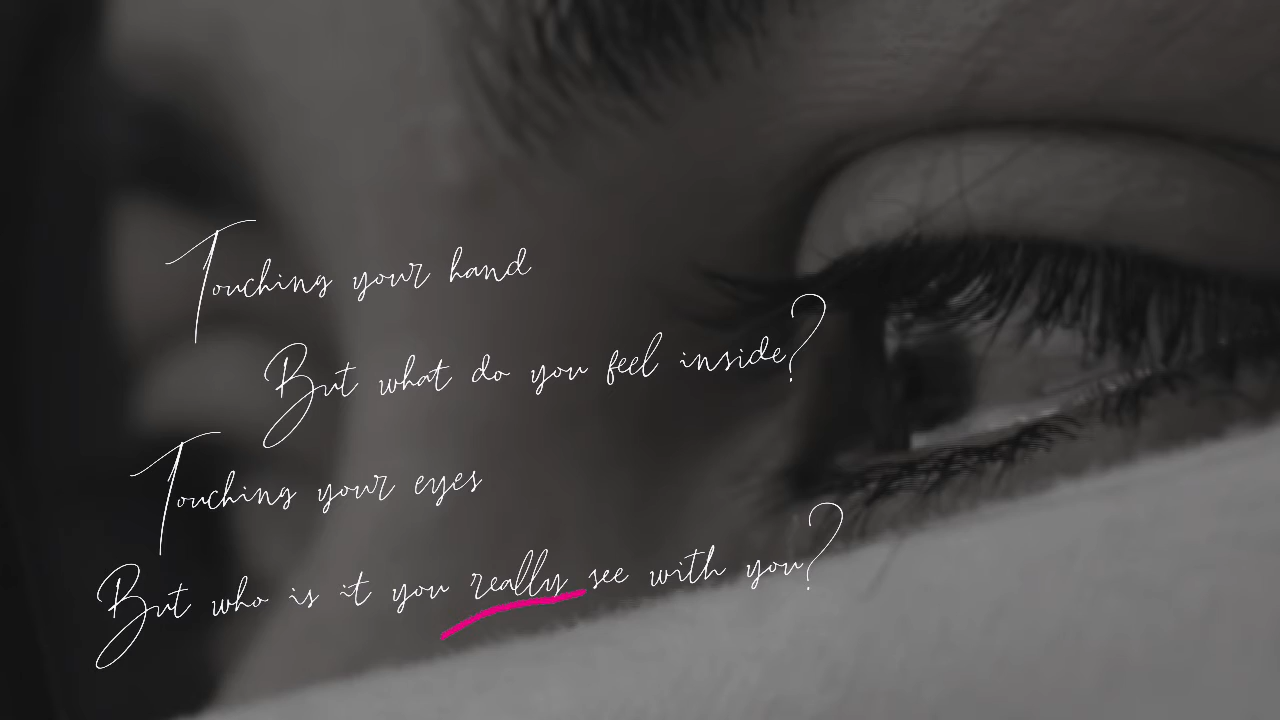 Touching your hand
But what do you feel inside?
Touching your eyes
But who is it you really see with you?